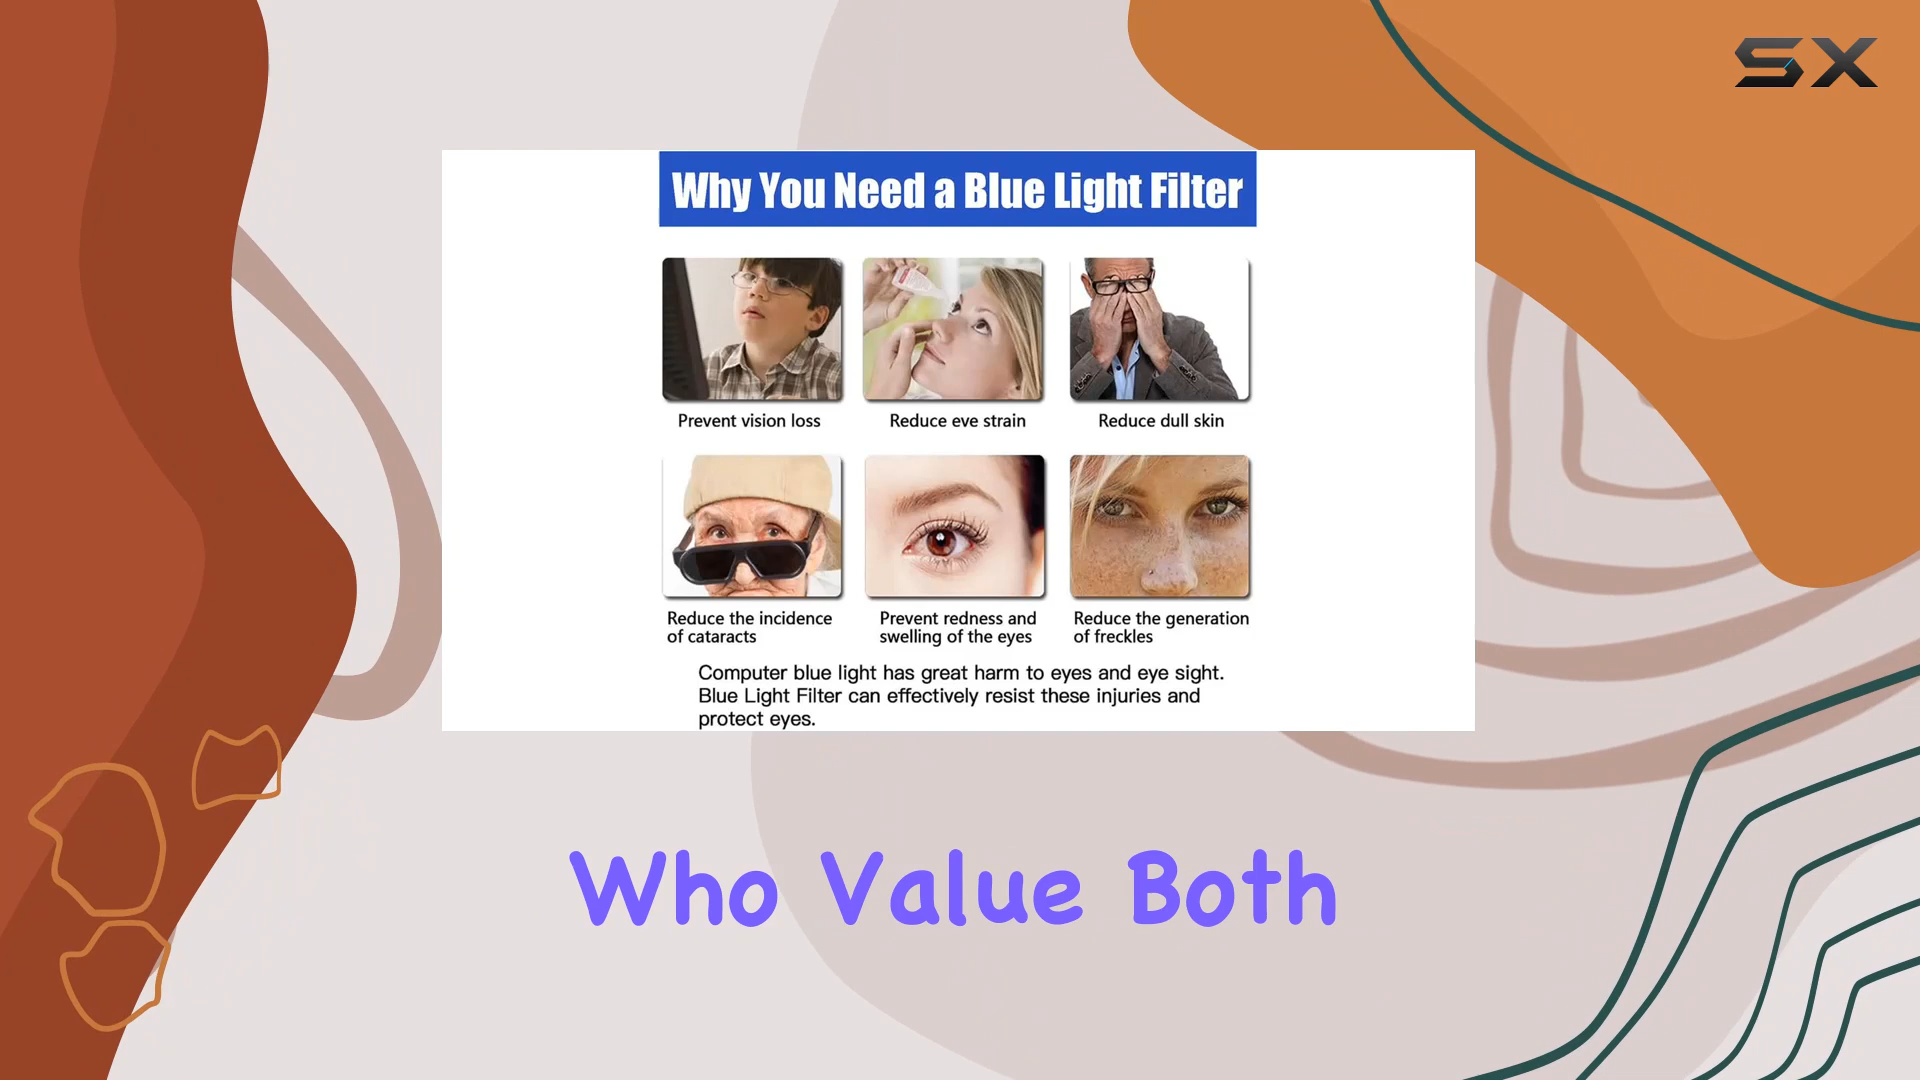 SX
Why You Need a Blue Light Filter
Prevent vision loss
Reduce eve strain
Reduce dull skin
Reduce the incidence
of cataracts
Prevent redness and
swelling of the eyes
Reduce the generation
of freckles
Computer blue light has great harm to eyes and eye sight.
Blue Light Filter can effectively resist these injuries and
protect eyes.
Who Value Both